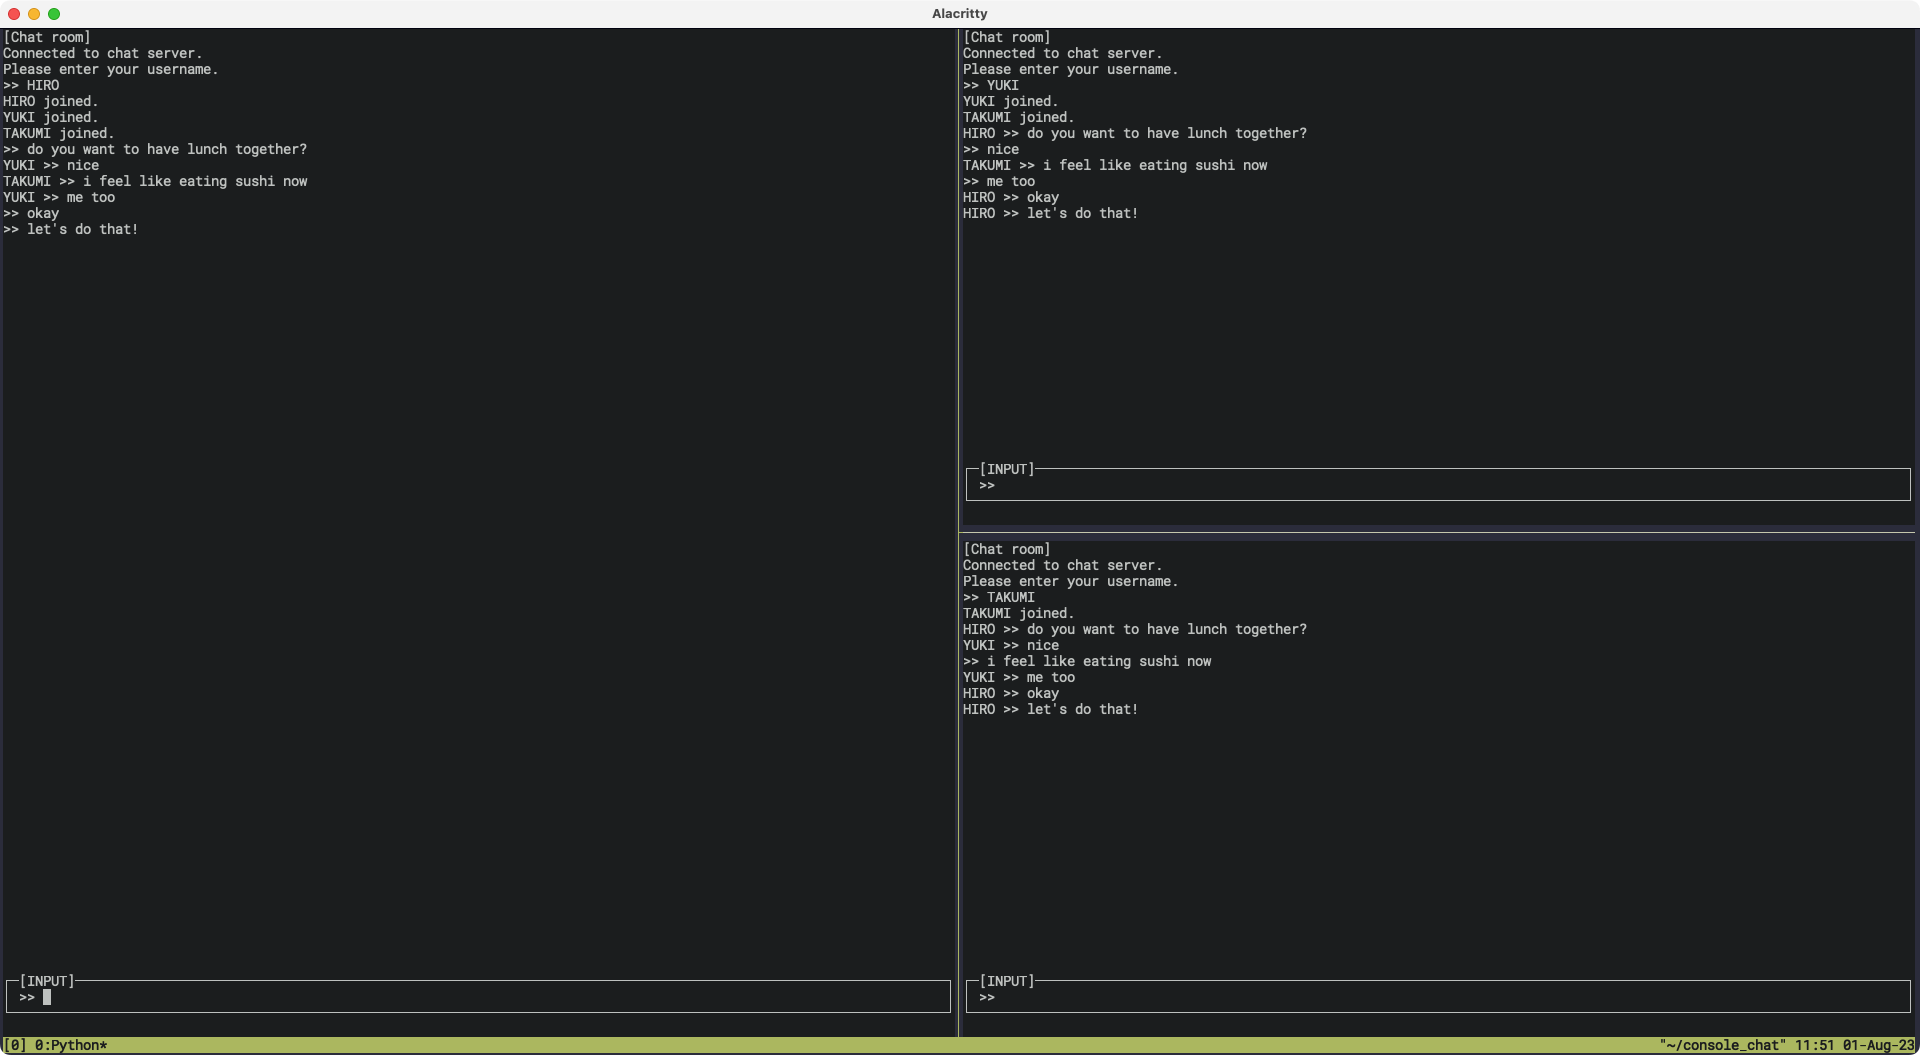 Alacritty
[Chat room]
Connected to chat server.
Please enter your username.
>> HIRO
HIRO joined.
YUKI joined.
TAKUMI joined.
>> do you want to have lunch together?
YUKI >> nice
TAKUMI >> i feel like eating sushi now
YUKI >> me too
>> okay
>> let's do that!
[INPUT]
>>
[Chat room]
Connected to chat server.
Please enter your username.
>> YUKI
YUKI joined.
TAKUMI joined.
HIRO >> do you want to have lunch together?
>> nice
TAKUMI >> i feel like eating sushi now
>> me too
HIRO >> okay
HIRO >> let's do that!
[INPUT]
>>
[Chat room]
Connected to chat server.
Please enter your username.
>> TAKUMI
TAKUMI joined.
HIRO >> do you want to have lunch together?
YUKI >> nice
>> i feel like eating sushi now
YUKI >> me too
HIRO >> okay
HIRO >> let's do that!
[INPUT]
>>
[0] 0:Python* "~/console_chat" 11:51 01-Aug-23